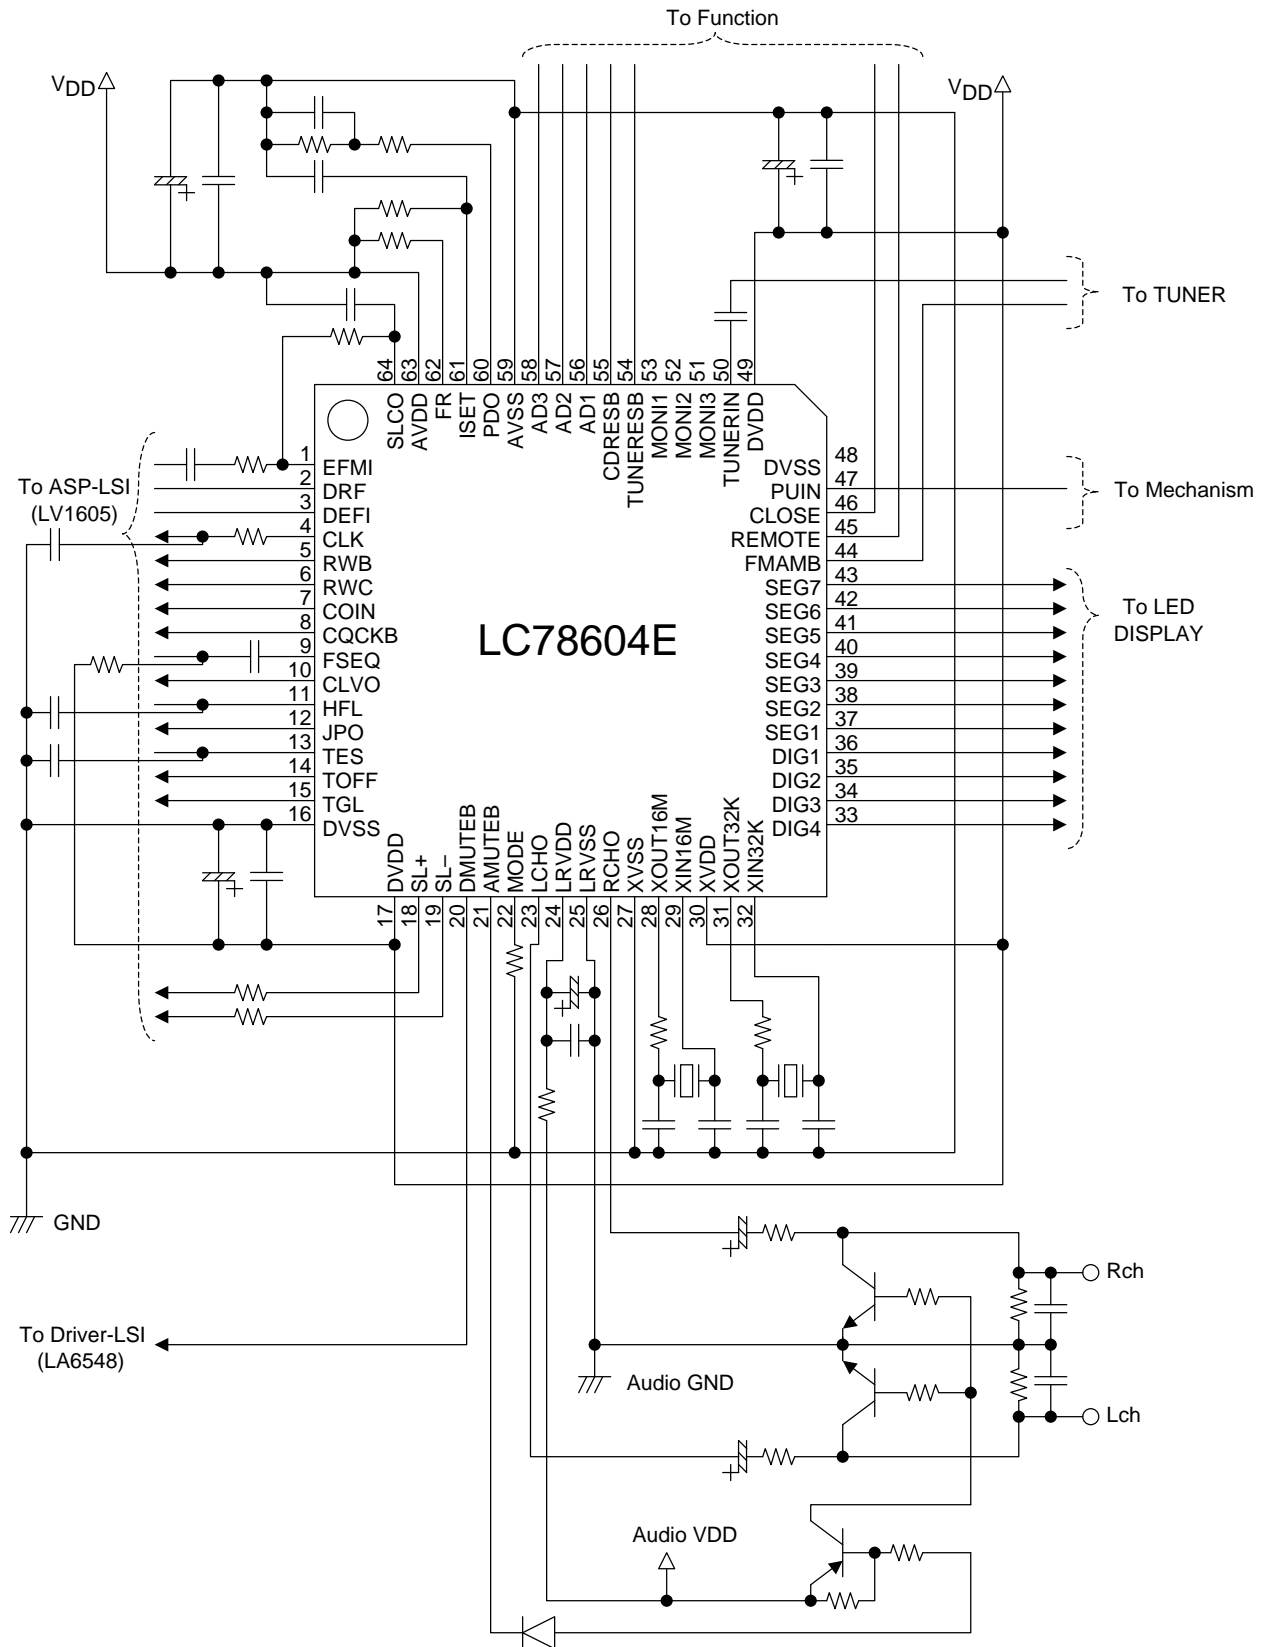 To Function
VDD
VDD
To TUNER
64 63 62 61 60 59 58 57 56 55 54 53 52 51 50 49
SLCO AVDD FR ISET PDO AVSS AD3 AD2 AD1 CDRESB TUNERESB MONI1 MONI2 MONI3 TUNERIN DVDD
To ASP-LSI
(LV1605)
1 EFMI
2 DRF
3 DEFI
4 CLK
5 RWB
6 RWC
7 COIN
8 CQCKB
9 FSEQ
10 CLVO
11 HFL
12 JPO
13 TES
14 TOFF
15 TGL
16 DVSS
LC78604E
DVSS 48
PUIN 47
CLOSE 46
REMOTE 45
FMAMB 44
SEG7 43
SEG6 42
SEG5 41
SEG4 40
SEG3 39
SEG2 38
SEG1 37
DIG1 36
DIG2 35
DIG3 34
DIG4 33
To Mechanism
To LED
DISPLAY
DVDD SL+ SL– DMUTEB AMUTEB MODE LCHO LRVDD LRVSS RCHO XVSS XOUT16M XIN16M XVDD XOUT32K XIN32K
17 18 19 20 21 22 23 24 25 26 27 28 29 30 31 32
+
+
+
+
GND
+
Rch
To Driver-LSI
(LA6548)
Audio GND
Lch
+
Audio VDD